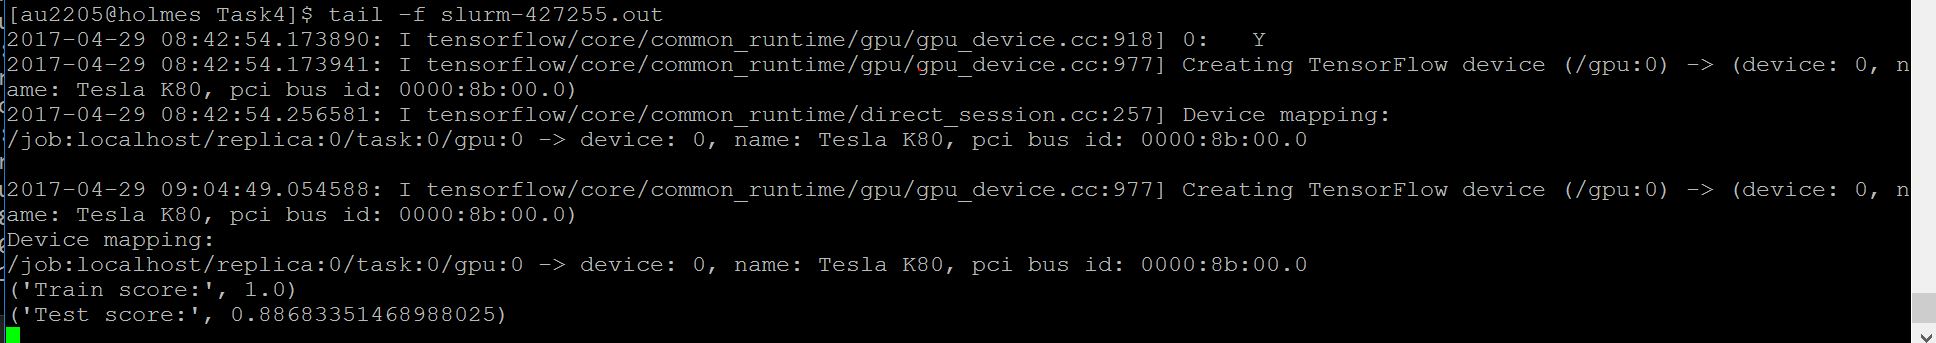 [au2205@holmes Task4]$ tail -f slurm-427255.out
2017-04-29 08:42:54.173890: I tensorflow/core/common_runtime/gpu/gpu_device.cc:918] 0:   Y
2017-04-29 08:42:54.173941: I tensorflow/core/common_runtime/gpu/gpu_device.cc:977] Creating TensorFlow device (/gpu:0) -> (device: 0, n
ame: Tesla K80, pci bus id: 0000:8b:00.0)
2017-04-29 08:42:54.256581: I tensorflow/core/common_runtime/direct_session.cc:257] Device mapping:
/job:localhost/replica:0/task:0/gpu:0 -> device: 0, name: Tesla K80, pci bus id: 0000:8b:00.0
2017-04-29 09:04:49.054588: I tensorflow/core/common_runtime/gpu/gpu_device.cc:977] Creating TensorFlow device (/gpu:0) -> (device: 0, n
ame: Tesla K80, pci bus id: 0000:8b:00.0)
Device mapping:
/job:localhost/replica:0/task:0/gpu:0 -> device: 0, name: Tesla K80, pci bus id: 0000:8b:00.0
('Train score:', 1.0)
('Test score:', 0.88683351468988025)